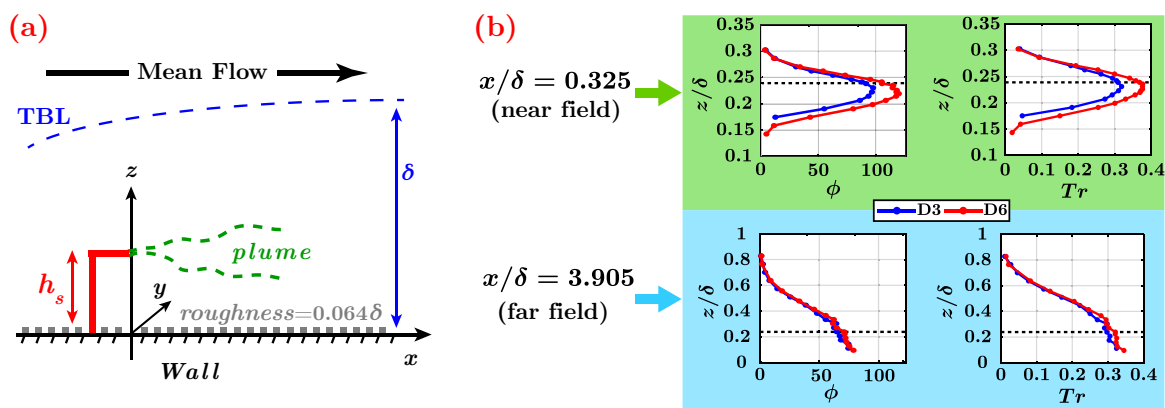 (a)
Mean Flow
TBL
z
δ
plume
h_s
y
roughness=0.064δ
x
Wall
(b)
x/δ = 0.325
(near field)
z/δ
0.35
0.3
0.25
0.2
0.15
0.1
0 50 100
ϕ
z/δ
0.35
0.3
0.25
0.2
0.15
0.1
0 0.1 0.2 0.3 0.4
Tr
D3 D6
x/δ = 3.905
(far field)
z/δ
1
0.8
0.6
0.4
0.2
0
0 50 100
ϕ
z/δ
1
0.8
0.6
0.4
0.2
0
0 0.1 0.2 0.3 0.4
Tr